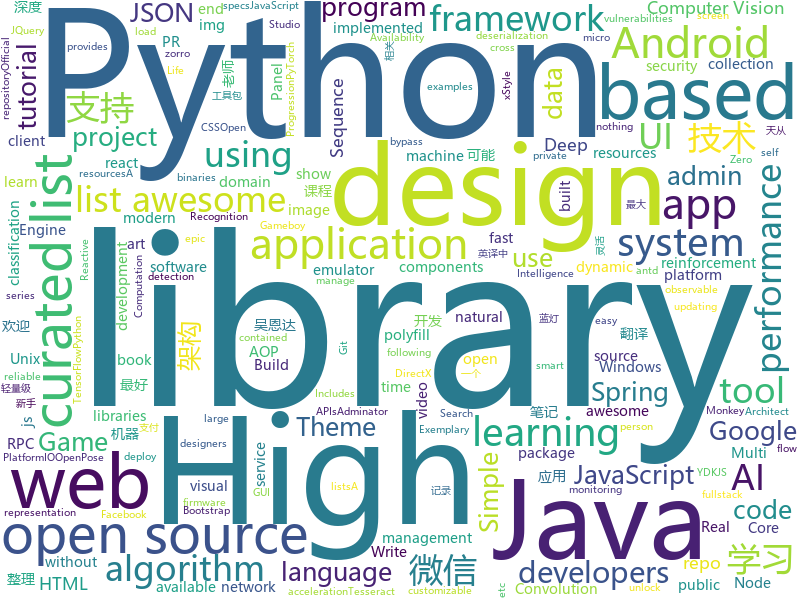 深度
JQuery
repositoryOfficial
tutorial
client
支持
project
specsJavaScript
Studio
JSON
end
load
img
PR
zorro
Panel
老师
工具包
CSSOpen
Python
program
implemented
Availability
deserialization
cross
micro
相关
provides
Life
ProgressionPyTorch
examples
xStyle
Sequence
framework
data
Computer Vision
vulnerabilities
screen
Android
security
collection
based
UI
技术
nothing
天从
learn
react
using
domain
show
课程
machine
可能
Deep
resources
Zero
self
bypass
private
最大
curated list
resourcesA
binaries
list awesome
modern
Engine
Recognition
Gameboy
epic
image
built
design
app
admin
classification
Reactive
art
development
software
Computation
detection
application
emulator
components
use
fast
Intelligence
英译中
system
dynamic
灵活
antd
platform
reinforcement
manage
observable
updating
performance
series
reliable
欢迎
Unix
book
架构
吴恩达
Build
AOP
library
polyfill
natural
开发
Git
contained
following
蓝灯
easy
一个
open
DirectX
source
Windows
翻译
smart
Spring
tool
轻量级
新手
RPC
Game
js
TensorFlowPython
最好
libraries
High
Theme
video
time
learning
Simple
awesome
笔记
Search
Exemplary
Monkey
Architect
person
Google
flow
package
Multi
YDKJS
机器
web
PlatformIOOpenPose
service
large
APIsAdminator
Includes
deploy
visual
designers
Java
应用
JavaScript
AI
monitoring
fullstack
representation
firmware
Facebook
Bootstrap
GUI
listsA
记录
支付
open source
management
Write
code
Real
Core
整理
HTML
algorithm
without
available
network
customizable
accelerationTesseract
微信
language
etc
developers
Convolution
repo
public
unlock
学习
Node